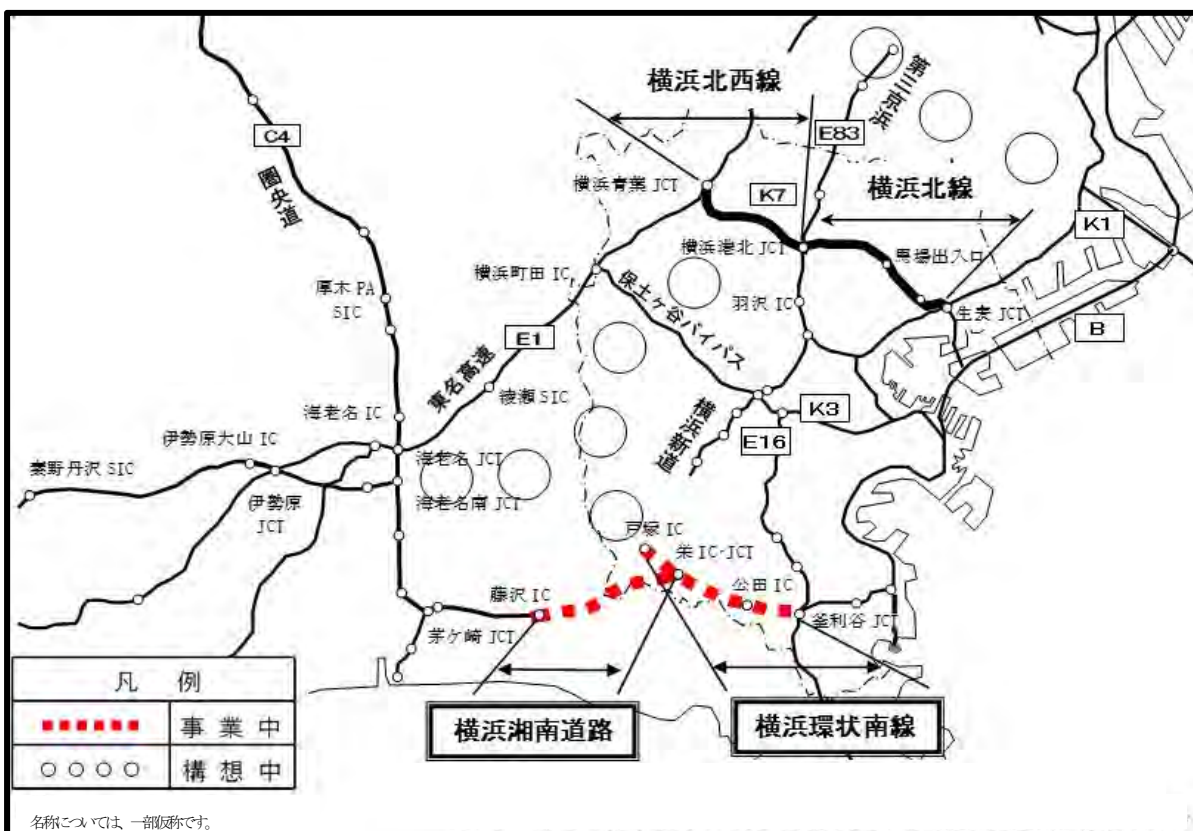 横浜北西線
第三京浜
E83
C4
圏央道
横浜青葉 JCT
K7
横浜北線
K1
横浜港北 JCT
馬場出入口
横浜町田 IC
保土ケ谷バイパス
羽沢 IC
生麦 JCT
B
厚木 PA
SIC
E1
東名高速
綾瀬 SIC
海老名 IC
横浜新道
K3
E16
伊勢原大山 IC
秦野丹沢 SIC
海老名 JCT
伊勢原
JCT
海老名南 JCT
戸塚 IC
栄 IC・JCT
公田 IC
藤沢 IC
釜利谷 JCT
茅ケ崎 JCT
凡 例
事 業 中
構 想 中
横浜湘南道路
横浜環状南線
名称については、一部仮称です。